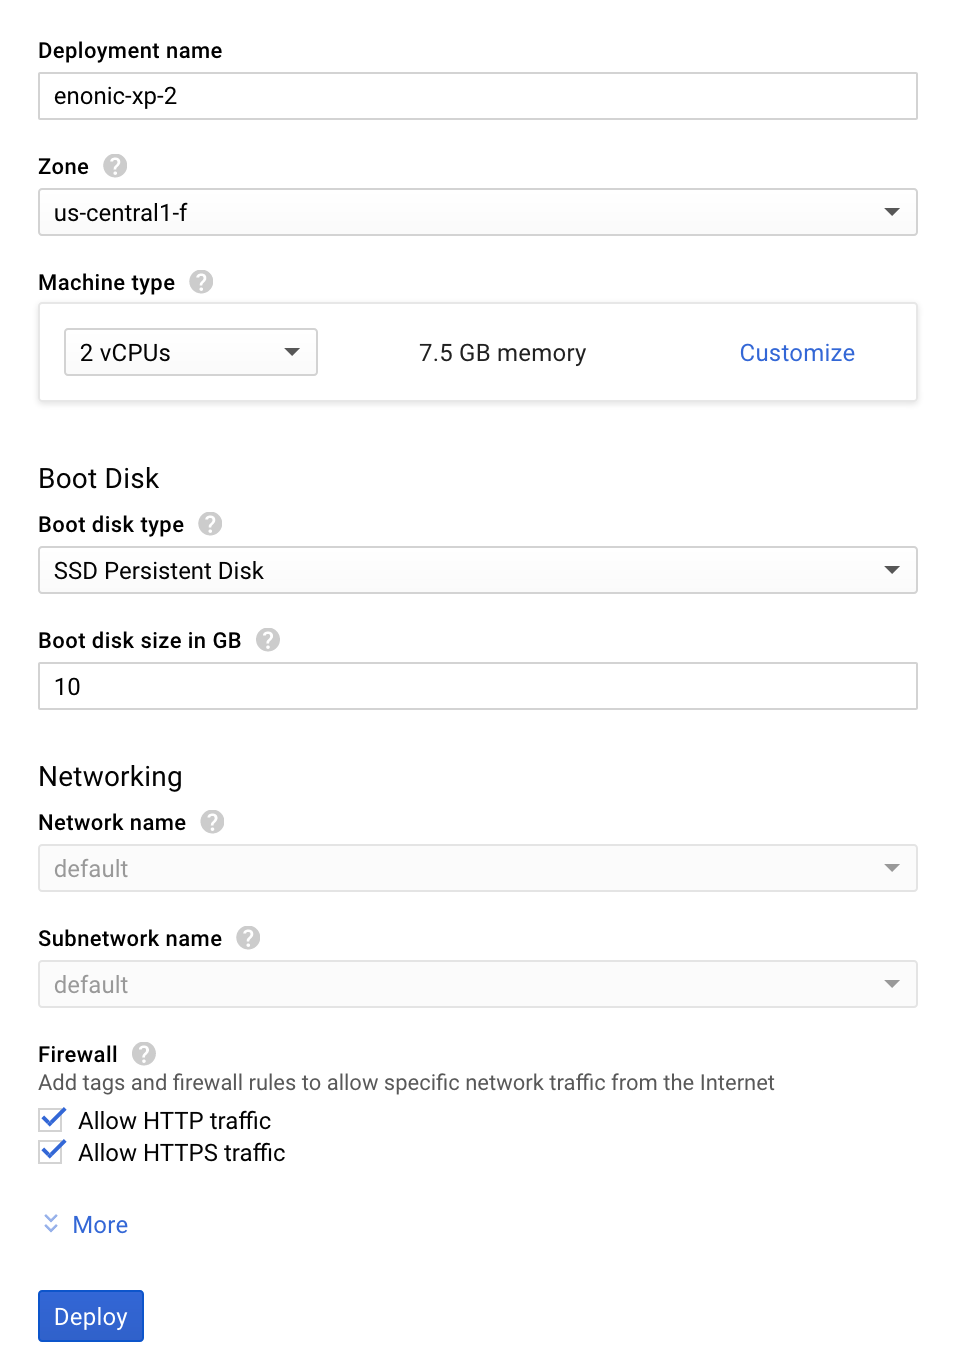 Deployment name
enonic-xp-2
Zone
us-central1-f
Machine type
2 vCPUs 7.5 GB memory Customize
Boot Disk
Boot disk type
SSD Persistent Disk
Boot disk size in GB
10
Networking
Network name
default
Subnetwork name
default
Firewall
Add tags and firewall rules to allow specific network traffic from the Internet
Allow HTTP traffic
Allow HTTPS traffic
More
Deploy